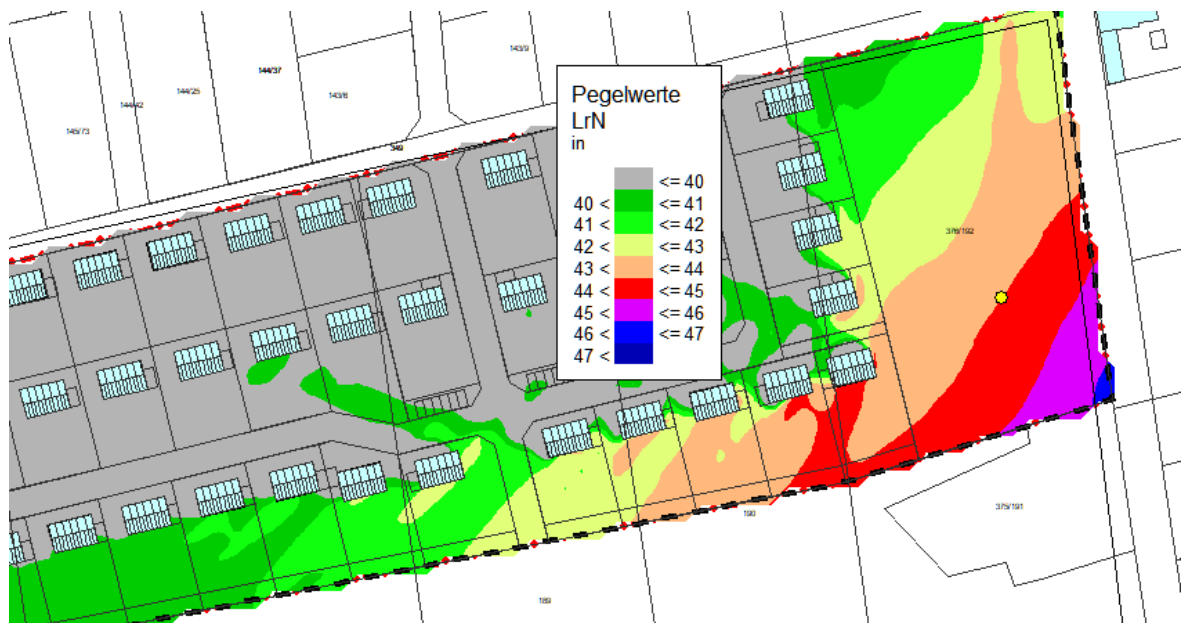 143/9
144/37
143/6
144/25
144/42
145/73
349
Pegelwerte
LrN
in
<= 40
40 < <= 41
41 < <= 42
42 < <= 43
43 < <= 44
44 < <= 45
45 < <= 46
46 < <= 47
47 <
376/192
375/191
190
189